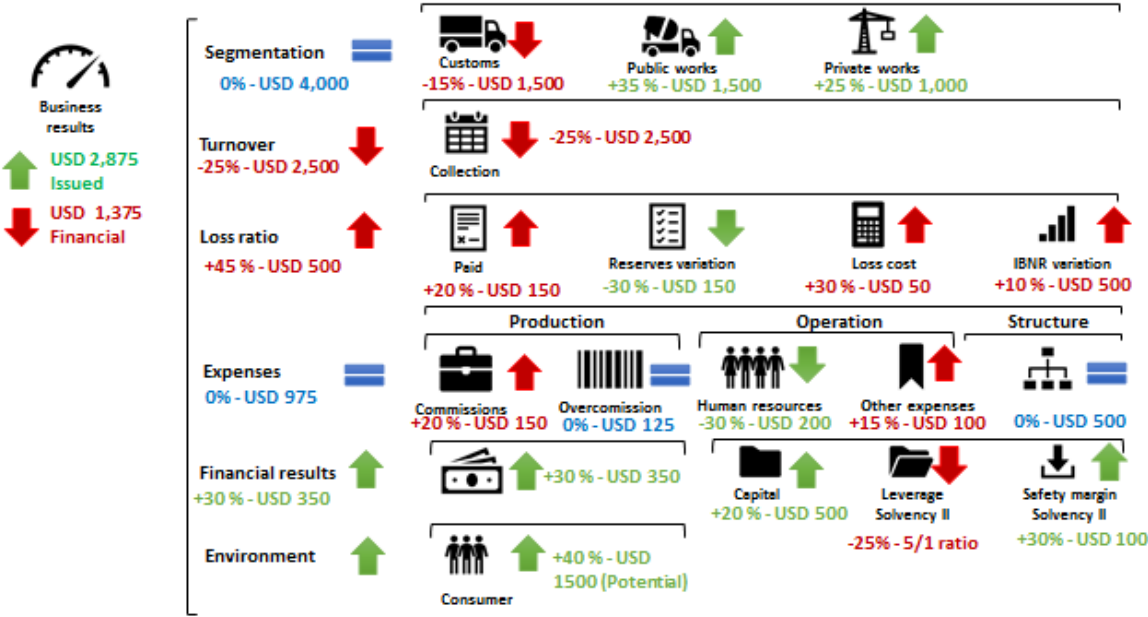 Business
results
USD 2,875
Issued
USD 1,375
Financial
Segmentation
0% - USD 4,000
Customs
-15% - USD 1,500
Public works
+35 % - USD 1,500
Private works
+25 % - USD 1,000
Turnover
-25% - USD 2,500
Collection
-25% - USD 2,500
Loss ratio
+45 % - USD 500
Paid
+20 % - USD 150
Reserves variation
-30 % - USD 150
Loss cost
+30 % - USD 50
IBNR variation
+10 % - USD 500
Production
Operation
Structure
Expenses
0% - USD 975
Commissions
+20 % - USD 150
Overcomission
0% - USD 125
Human resources
-30 % - USD 200
Other expenses
+15 % - USD 100
0% - USD 500
Financial results
+30 % - USD 350
+30 % - USD 350
Capital
+20 % - USD 500
Leverage
Solvency II
-25% - 5/1 ratio
Safety margin
Solvency II
+30% - USD 100
Environment
Consumer
+40 % - USD
1500 (Potential)